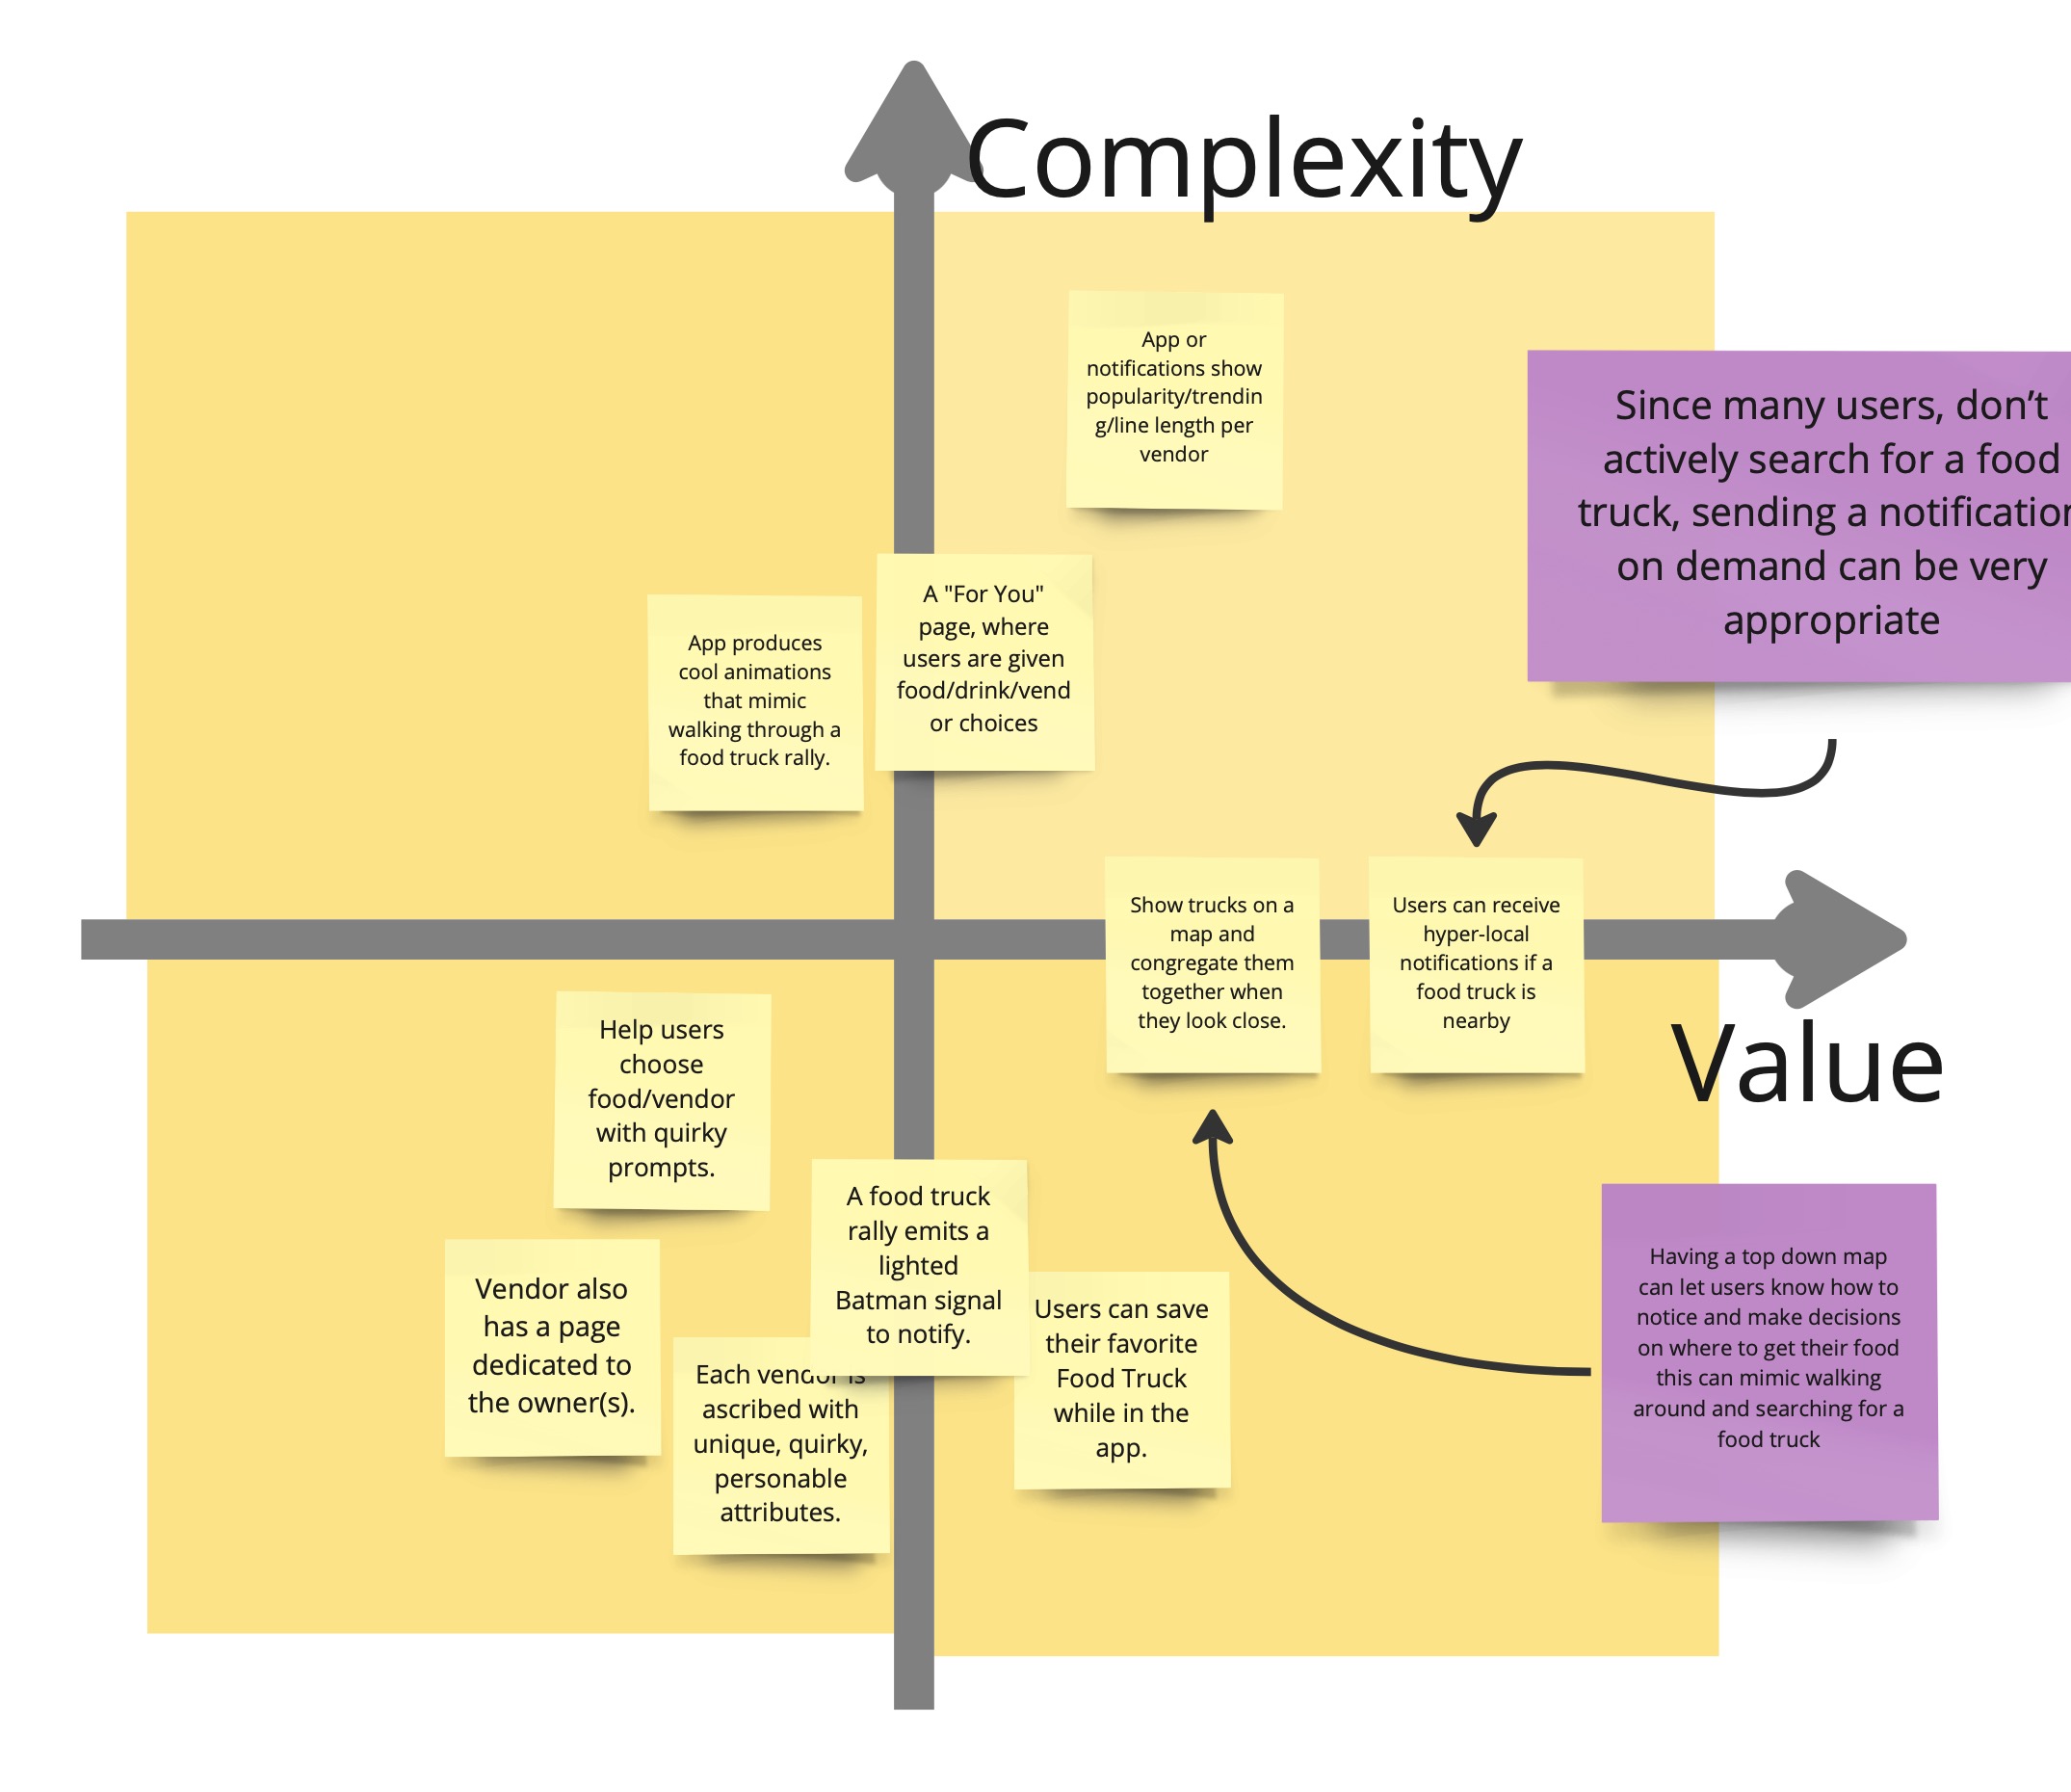 Complexity
App or
notifications show
popularity/trendin
g/line length per
vendor
Since many users, don’t
actively search for a food
truck, sending a notification
on demand can be very
appropriate
A "For You"
page, where
users are given
food/drink/vend
or choices
App produces
cool animations
that mimic
walking through a
food truck rally.
Show trucks on a
map and
congregate them
together when
they look close.
Users can receive
hyper-local
notifications if a
food truck is
nearby
Value
Help users
choose
food/vendor
with quirky
prompts.
A food truck
rally emits a
lighted
Batman signal
to notify.
Vendor also
has a page
dedicated to
the owner(s).
Each vendor is
ascribed with
unique, quirky,
personable
attributes.
Users can save
their favorite
Food Truck
while in the
app.
Having a top down map
can let users know how to
notice and make decisions
on where to get their food
this can mimic walking
around and searching for a
food truck